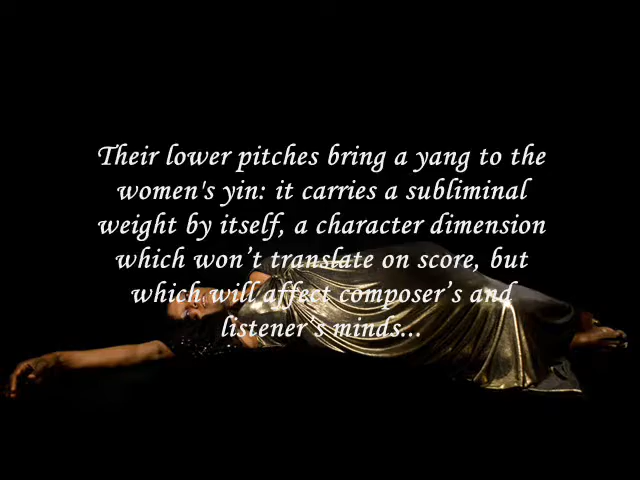 Their lower pitches bring a yang to the
women's yin: it carries a subliminal
weight by itself, a character dimension
which won’t translate on score, but
which will affect composer’s and
listener’s minds...